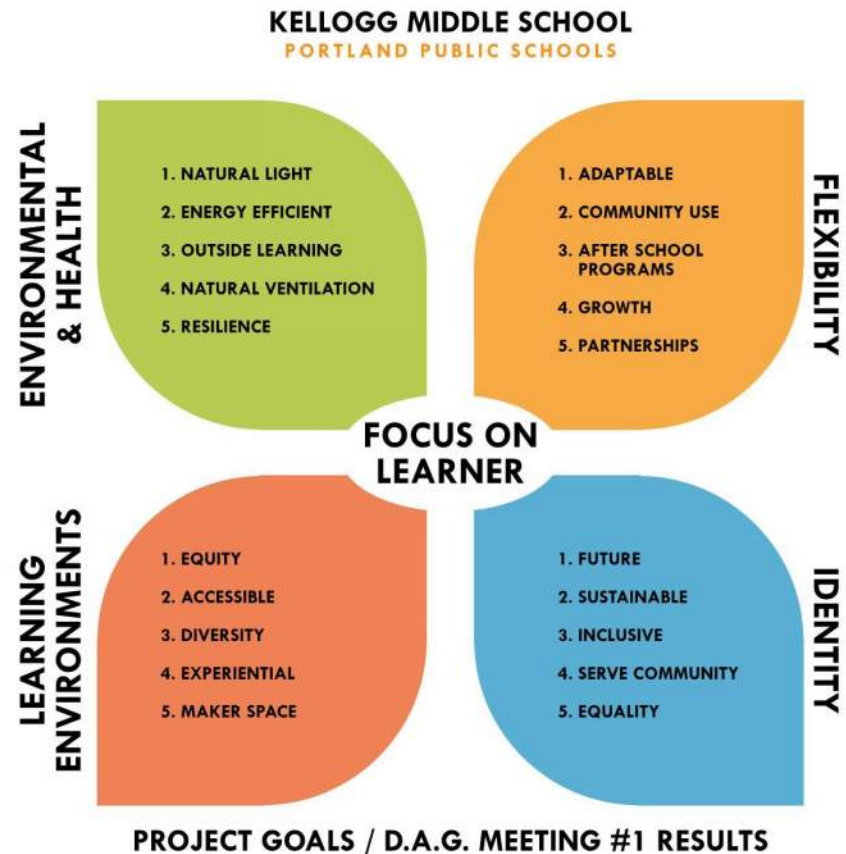 KELLOGG MIDDLE SCHOOL
PORTLAND PUBLIC SCHOOLS
ENVIRONMENTAL
& HEALTH
1. NATURAL LIGHT
2. ENERGY EFFICIENT
3. OUTSIDE LEARNING
4. NATURAL VENTILATION
5. RESILIENCE
FLEXIBILITY
1. ADAPTABLE
2. COMMUNITY USE
3. AFTER SCHOOL
PROGRAMS
4. GROWTH
5. PARTNERSHIPS
FOCUS ON
LEARNER
LEARNING
ENVIRONMENTS
1. EQUITY
2. ACCESSIBLE
3. DIVERSITY
4. EXPERIENTIAL
5. MAKER SPACE
IDENTITY
1. FUTURE
2. SUSTAINABLE
3. INCLUSIVE
4. SERVE COMMUNITY
5. EQUALITY
PROJECT GOALS / D.A.G. MEETING #1 RESULTS